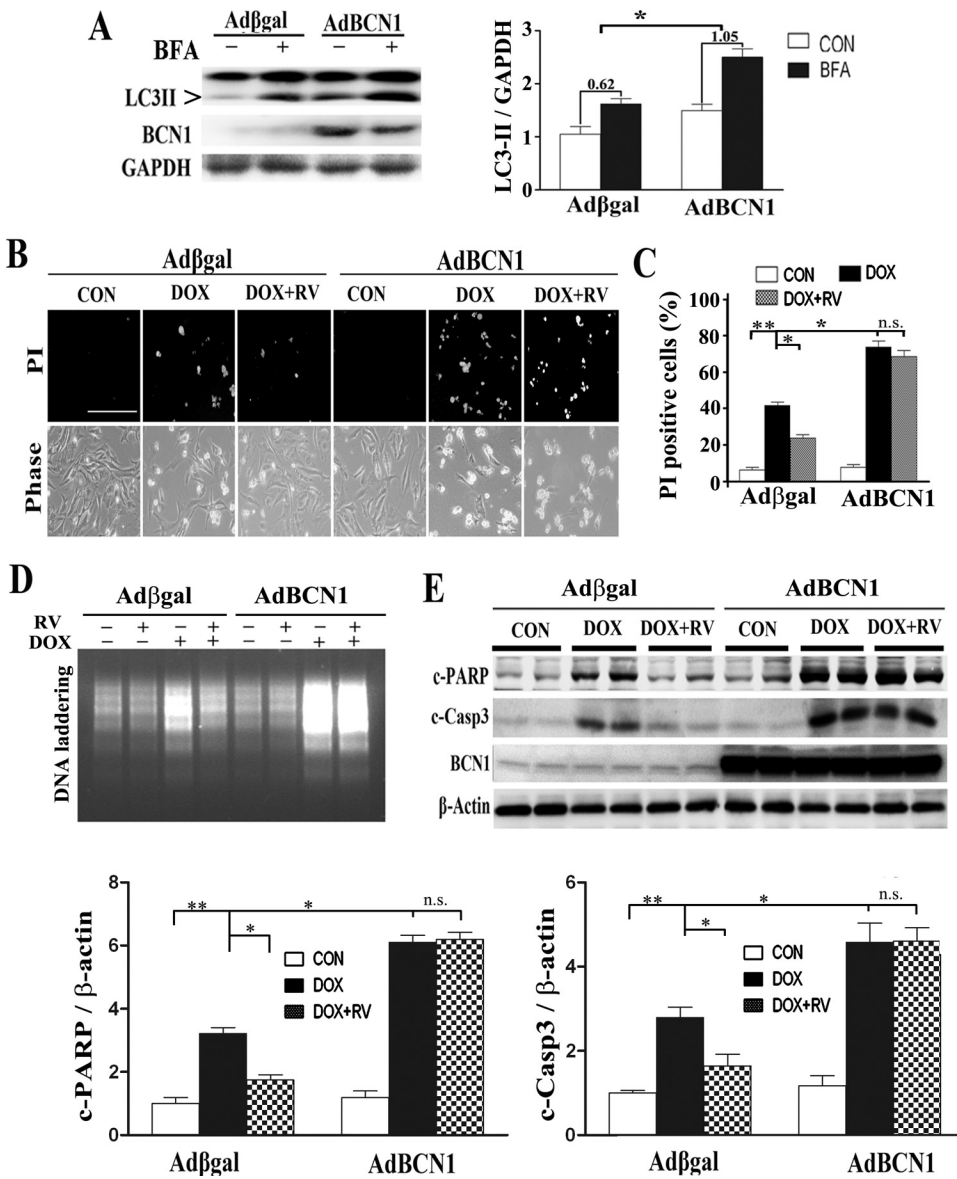 A
Adβgal AdBCN1
BFA – + – +
LC3II >
BCN1
GAPDH
LC3-II / GAPDH
3
2
1
0
*
0.62
1.05
CON
BFA
Adβgal AdBCN1
B
Adβgal AdBCN1
CON DOX DOX+RV CON DOX DOX+RV
PI
Phase
C
CON DOX
DOX+RV
PI positive cells (%)
100
80
60
40
20
0
** * n.s.
*
Adβgal AdBCN1
D
Adβgal AdBCN1
RV – + – + – + – +
DOX – – + + – – + +
DNA laddering
E
Adβgal AdBCN1
CON DOX DOX+RV CON DOX DOX+RV
c-PARP
c-Casp3
BCN1
β-Actin
c-PARP / β-actin
8
6
4
2
0
** * n.s.
*
CON
DOX
DOX+RV
Adβgal AdBCN1
c-Casp3 / β-actin
6
4
2
0
** * n.s.
*
CON
DOX
DOX+RV
Adβgal AdBCN1